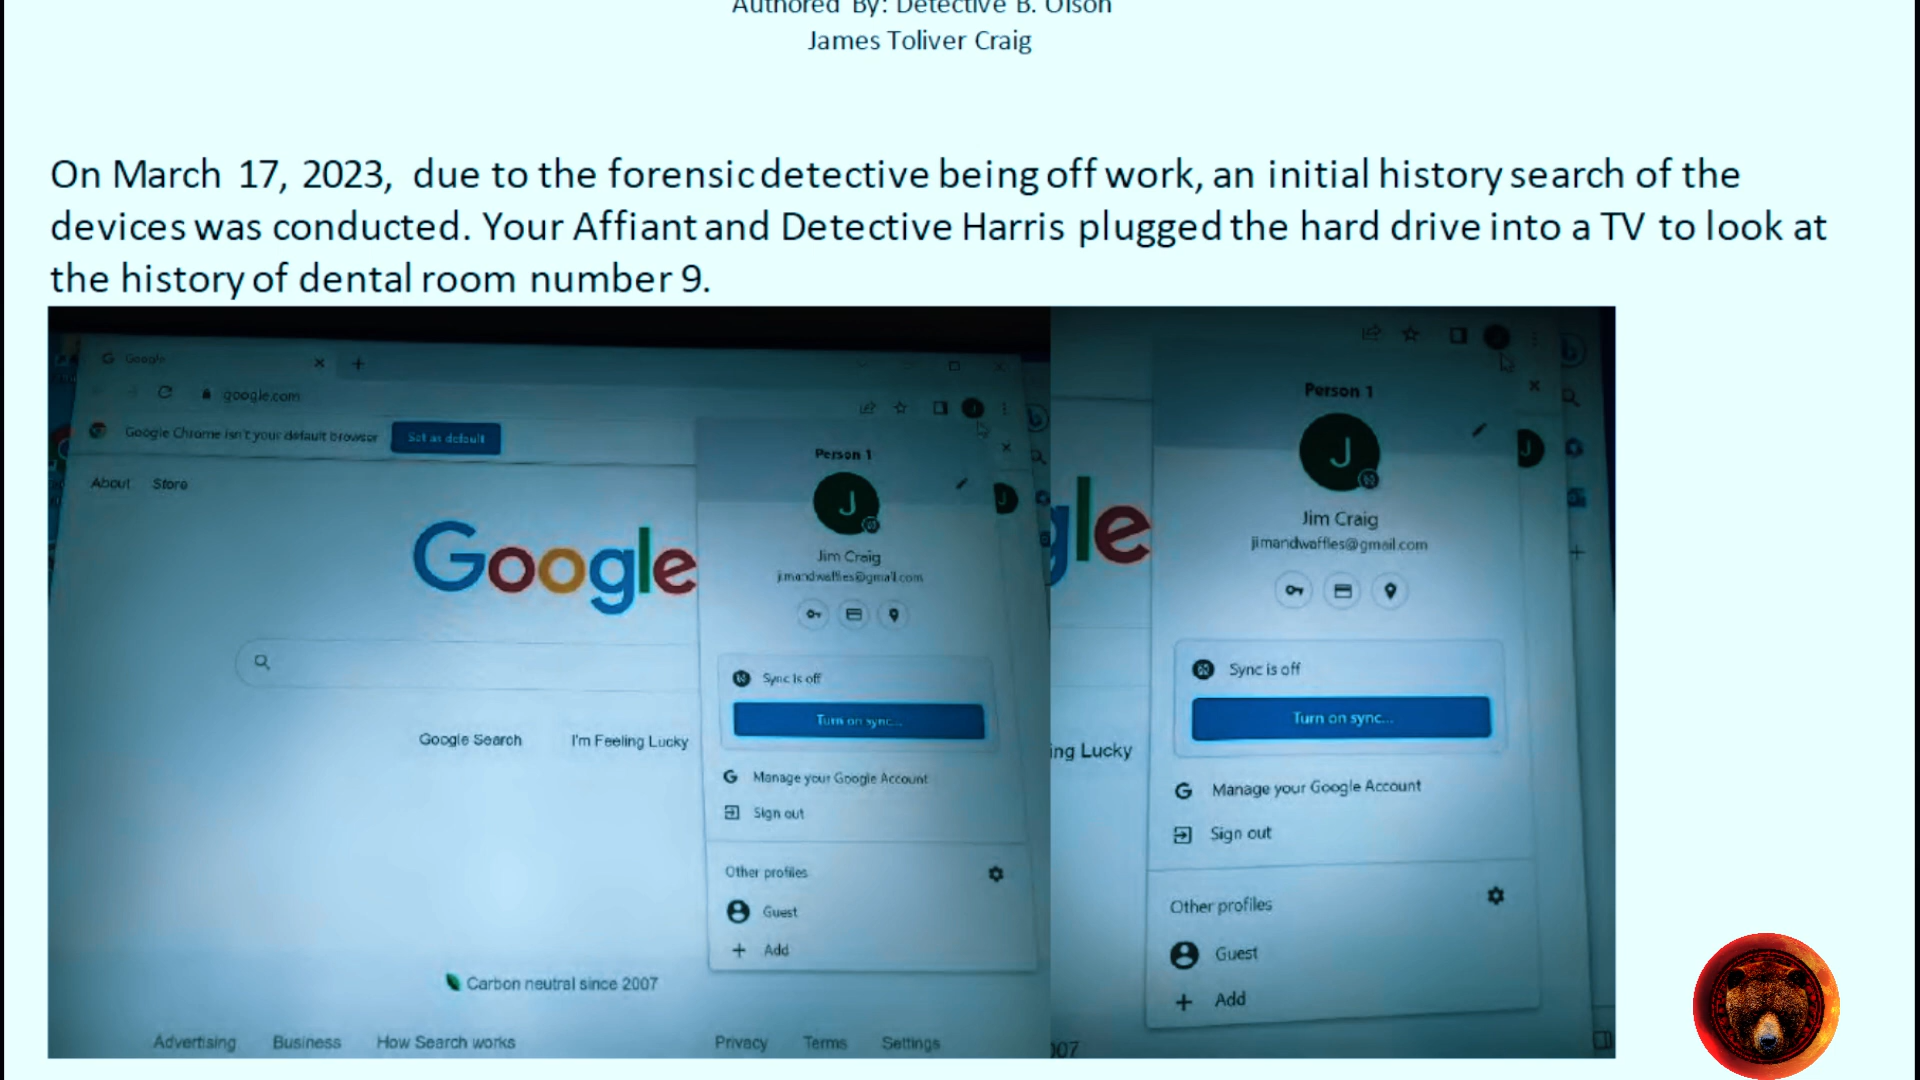 Authored By: Detective B. Olson
James Toliver Craig
On March 17, 2023, due to the forensic detective being off work, an initial history search of the
devices was conducted. Your Affiant and Detective Harris plugged the hard drive into a TV to look at
the history of dental room number 9.
G Google
google.com
Google Chrome isn't your default browser Set as default
About Store
Google
Person 1
J
J
Jim Craig
jimandwaffles@gmail.com
Sync is off
Turn on sync...
Google Search I'm Feeling Lucky
G Manage your Google Account
Sign out
Other profiles
Guest
+ Add
Carbon neutral since 2007
Advertising Business How Search works Privacy Terms Settings
gle
ing Lucky
007
Person 1
J
J
Jim Craig
jimandwaffles@gmail.com
Sync is off
Turn on sync...
G Manage your Google Account
Sign out
Other profiles
Guest
+ Add